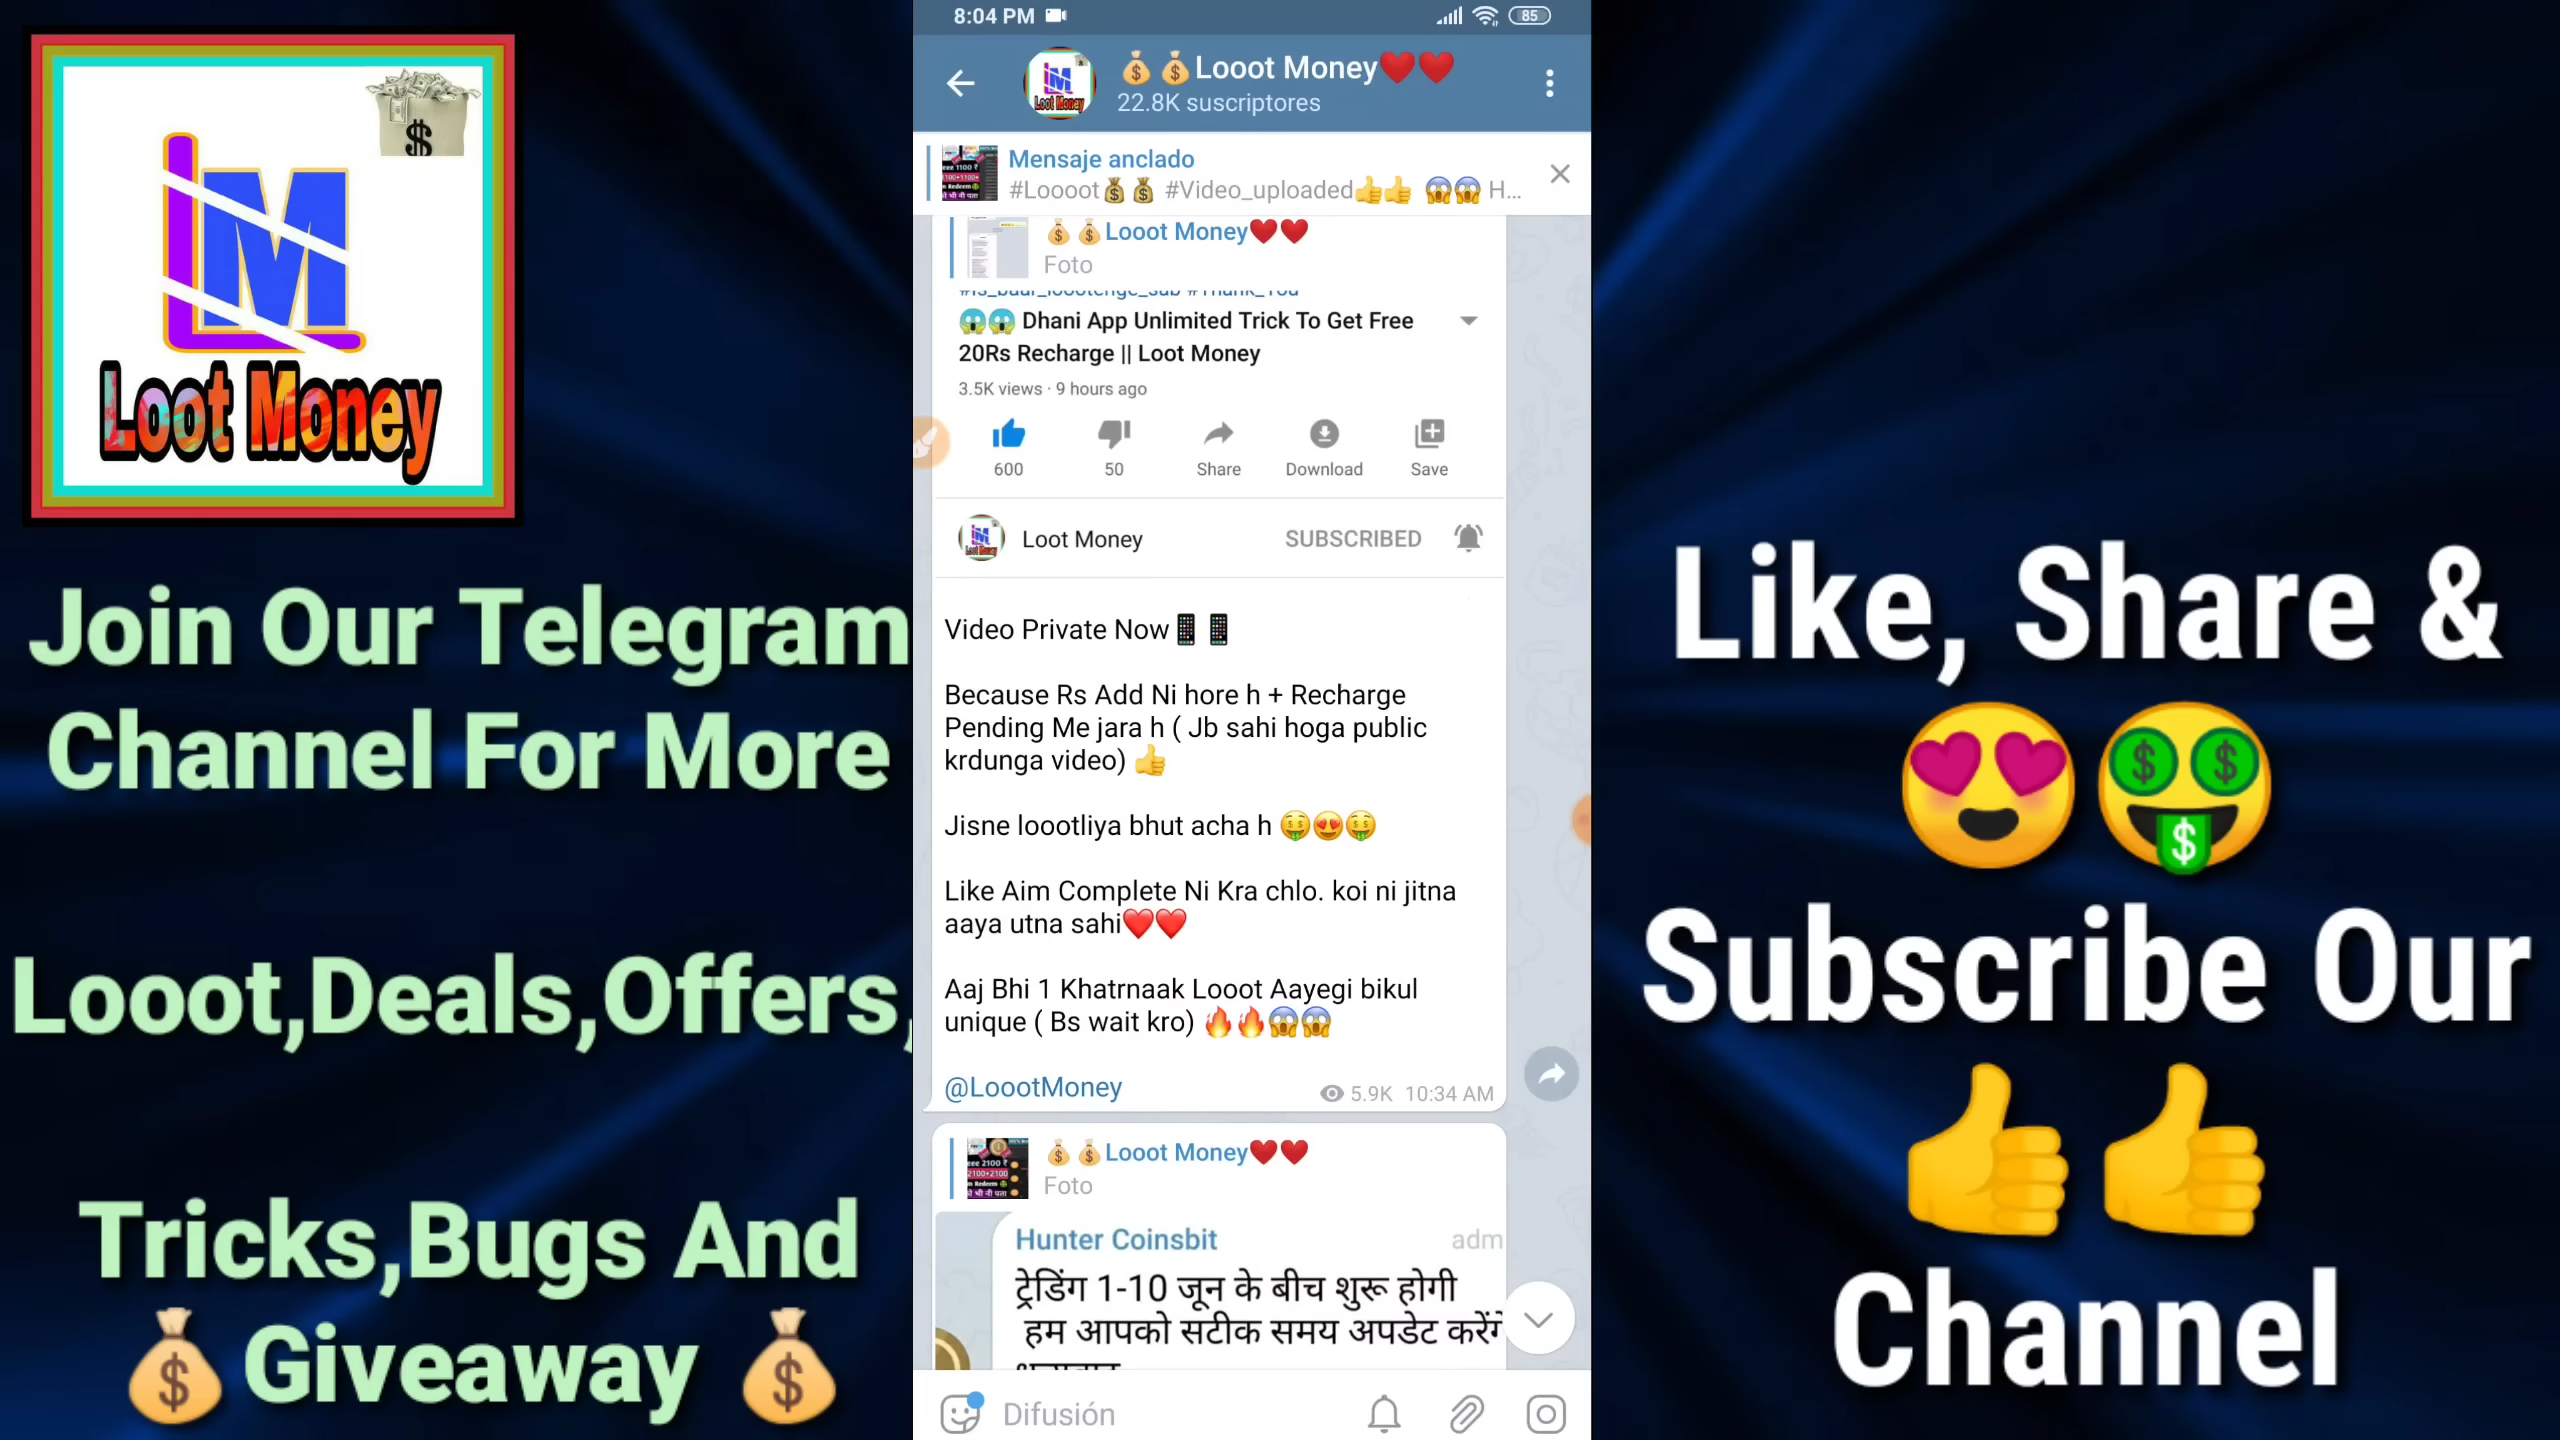 $
LM
Loot Money
Join Our Telegram
Channel For More
Looot,Deals,Offers,
Tricks,Bugs And
💰Giveaway 💰
8:04 PM
85
💰💰Looot Money❤️❤️
22.8K suscriptores
Mensaje anclado
#Loooot💰💰 #Video_uploaded👍👍 😱😱 H...
💰💰Looot Money❤️❤️
Foto
😱😱 Dhani App Unlimited Trick To Get Free
20Rs Recharge || Loot Money
3.5K views · 9 hours ago
600 50 Share Download Save
Loot Money SUBSCRIBED
Video Private Now📱📱
Because Rs Add Ni hore h + Recharge
Pending Me jara h ( Jb sahi hoga public
krdunga video) 👍
Jisne loootliya bhut acha h 🤑😍🤑
Like Aim Complete Ni Kra chlo. koi ni jitna
aaya utna sahi❤️❤️
Aaj Bhi 1 Khatrnaak Looot Aayegi bikul
unique ( Bs wait kro) 🔥🔥😱😱
@LoootMoney 5.9K 10:34 AM
💰💰Looot Money❤️❤️
Foto
Hunter Coinsbit adm
ट्रेडिंग 1-10 जून के बीच शुरू होगी
हम आपको सटीक समय अपडेट करेंगे
Difusión
Like, Share &
😍🤑
Subscribe Our
👍👍
Channel